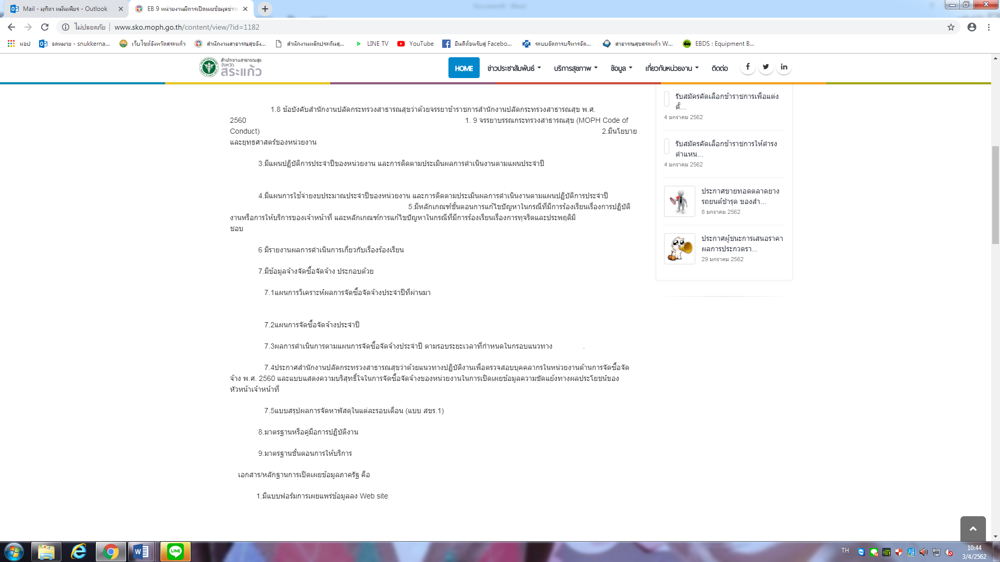 Mail - มุฑิตา หมั่นเพียร - Outlook
EB 9 หน่วยงานมีการเปิดเผยข้อมูลข่าว
ไม่ปลอดภัย
www.sko.moph.go.th/content/view/?id=1182
แอป
จดหมาย - snukkerna...
เว็บไซต์จังหวัดสระแก้ว
สำนักงานสาธารณสุขจัง...
สำนักงานหลักประกันสุ...
LINE TV
YouTube
ยินดีต้อนรับสู่ Facebo...
ระบบจัดการบริหารจัด...
สาธารณสุขสระแก้ว W...
EBDS : Equipment B...
สำนักงานสาธารณสุข
จังหวัด
สระแก้ว
HOME
ข่าวประชาสัมพันธ์
บริการสุขภาพ
ข้อมูล
เกี่ยวกับหน่วยงาน
ติดต่อ
1.8 ข้อบังคับสำนักงานปลัดกระทรวงสาธารณสุขว่าด้วยจรรยาข้าราชการสำนักงานปลัดกระทรวงสาธารณสุข พ.ศ.
2560 1. 9 จรรยาบรรณกระทรวงสาธารณสุข (MOPH Code of
Conduct) 2.มีนโยบาย
และยุทธศาสตร์ของหน่วยงาน
3.มีแผนปฏิบัติการประจำปีของหน่วยงาน และการติดตามประเมินผลการดำเนินงานตามแผนประจำปี
4.มีแผนการใช้จ่ายงบประมาณประจำปีของหน่วยงาน และการติดตามประเมินผลการดำเนินงานตามแผนปฏิบัติการประจำปี
5.มีหลักเกณฑ์ขั้นตอนการแก้ไขปัญหาในกรณีที่มีการร้องเรียนเรื่องการปฏิบัติ
งานหรือการให้บริการของเจ้าหน้าที่ และหลักเกณฑ์การแก้ไขปัญหาในกรณีที่มีการร้องเรียนเรื่องการทุจริตและประพฤติมิ
ชอบ
6 มีรายงานผลการดำเนินการเกี่ยวกับเรื่องร้องเรียน
7.มีข้อมูลจ้างจัดซื้อจัดจ้าง ประกอบด้วย
7.1แผนการวิเคราะห์ผลการจัดซื้อจัดจ้างประจำปีที่ผ่านมา
7.2แผนการจัดซื้อจัดจ้างประจำปี
7.3ผลการดำเนินการตามแผนการจัดซื้อจัดจ้างประจำปี ตามรอบระยะเวลาที่กำหนดในกรอบแนวทาง .
7.4ประกาศสำนักงานปลัดกระทรวงสาธารณสุขว่าด้วยแนวทางปฏิบัติงานเพื่อตรวจสอบบุคคลากรในหน่วยงานด้านการจัดซื้อจัด
จ้าง พ.ศ. 2560 และแบบแสดงความบริสุทธิ์ใจในการจัดซื้อจัดจ้างของหน่วยงานในการเปิดเผยข้อมูลความขัดแย้งทางผลประโยชน์ของ
หัวหน้าเจ้าหน้าที่
7.5แบบสรุปผลการจัดหาพัสดุในแต่ละรอบเดือน (แบบ สขร.1)
8.มาตรฐานหรือคู่มือการปฏิบัติงาน
9.มาตรฐานขั้นตอนการให้บริการ
เอกสาร/หลักฐานการเปิดเผยข้อมูลภาครัฐ คือ
1.มีแบบฟอร์มการเผยแพร่ข้อมูลลง Web site
รับสมัครคัดเลือกข้าราชการเพื่อแต่ง
ตั้...
4 มกราคม 2562
รับสมัครคัดเลือกข้าราชการให้ดำรง
ตำแหน...
4 มกราคม 2562
ประกาศขายทอดตลาดยาง
รถยนต์ชำรุด ของสำ...
8 มกราคม 2562
ประกาศผู้ชนะการเสนอราคา
ผลการประกวดรา...
29 มกราคม 2562
LINE
TH
10:44
3/4/2562